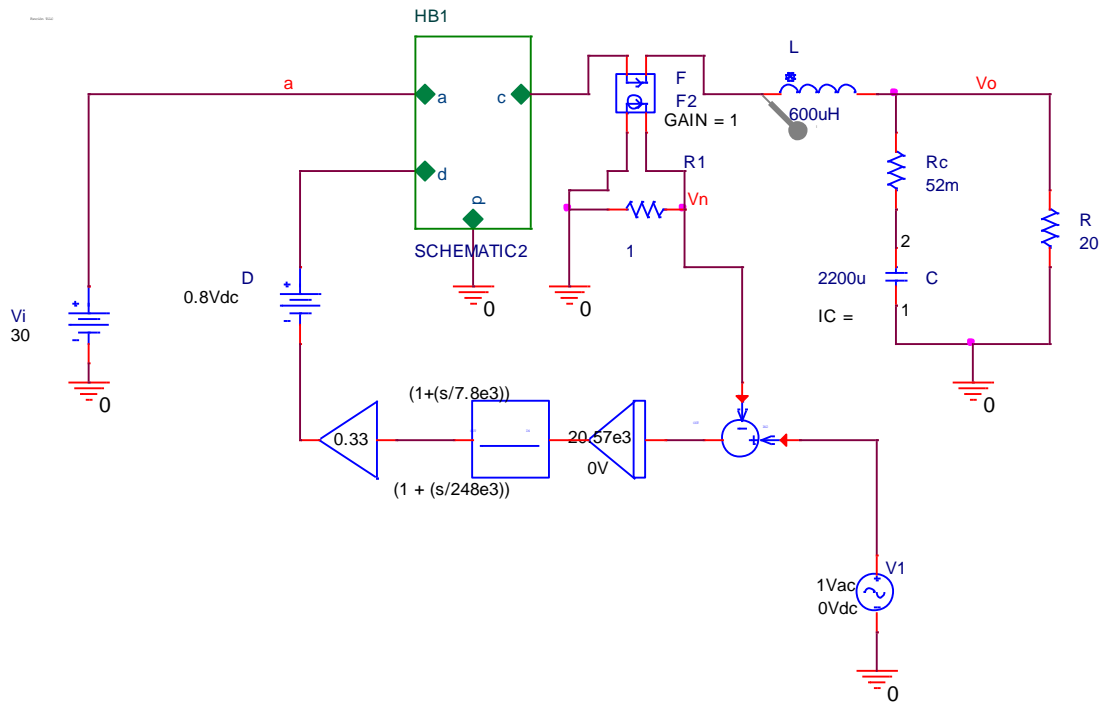 HB1
a
a
c
d
p
SCHEMATIC2
0
F
F2
GAIN = 1
L
600uH
Vo
R1
Vn
1
0
Rc
52m
2
2200u
C
IC =
1
R
20
0
D
0.8Vdc
Vi
30
0
(1+(s/7.8e3))
0.33
20.57e3
0V
(1 + (s/248e3))
V1
1Vac
0Vdc
0